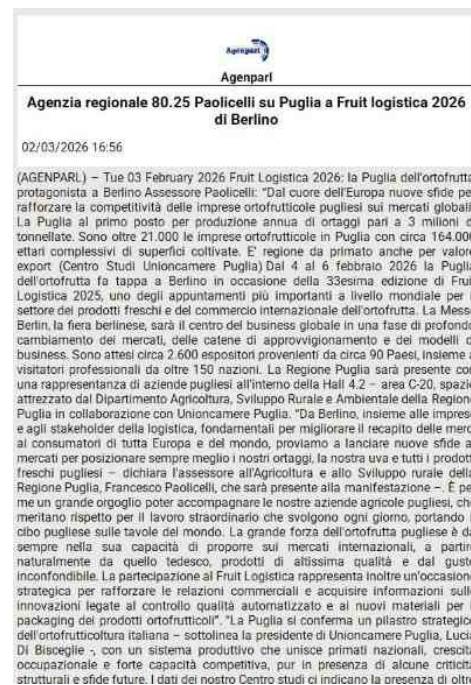 Agenparl
Agenparl
Agenzia regionale 80.25 Paolicelli su Puglia a Fruit logistica 2026
di Berlino
02/03/2026 16:56
(AGENPARL) – Tue 03 February 2026 Fruit Logistica 2026: la Puglia dell'ortofrutta
protagonista a Berlino Assessore Paolicelli: "Dal cuore dell'Europa nuove sfide pe
rafforzare la competitività delle imprese ortofrutticole pugliesi sui mercati globali
La Puglia al primo posto per produzione annua di ortaggi pari a 3 milioni d
tonnellate. Sono oltre 21.000 le imprese ortofrutticole in Puglia con circa 164.000
ettari complessivi di superfici coltivate. E' regione da primato anche per valore
export (Centro Studi Unioncamere Puglia) Dal 4 al 6 febbraio 2026 la Puglia
dell'ortofrutta fa tappa a Berlino in occasione della 33esima edizione di Frui
Logistica 2025, uno degli appuntamenti più importanti a livello mondiale per i
settore dei prodotti freschi e del commercio internazionale dell'ortofrutta. La Mess
Berlin, la fiera berlinese, sarà il centro del business globale in una fase di profondo
cambiamento dei mercati, delle catene di approvvigionamento e dei modelli d
business. Sono attesi circa 2.600 espositori provenienti da circa 90 Paesi, insieme a
visitatori professionali da oltre 150 nazioni. La Regione Puglia sarà presente con
una rappresentanza di aziende pugliesi all'interno della Hall 4.2 – area C-20, spazio
attrezzato dal Dipartimento Agricoltura, Sviluppo Rurale e Ambientale della Region
Puglia in collaborazione con Unioncamere Puglia. "Da Berlino, insieme alle imprese
e agli stakeholder della logistica, fondamentali per migliorare il recapito delle merc
ai consumatori di tutta Europa e del mondo, proviamo a lanciare nuove sfide a
mercati per posizionare sempre meglio i nostri ortaggi, la nostra uva e tutti i prodott
freschi pugliesi – dichiara l'assessore all'Agricoltura e allo Sviluppo rurale della
Regione Puglia, Francesco Paolicelli, che sarà presente alla manifestazione –. È pe
me un grande orgoglio poter accompagnare le nostre aziende agricole pugliesi, che
meritano rispetto per il lavoro straordinario che svolgono ogni giorno, portando i
cibo pugliese sulle tavole del mondo. La grande forza dell'ortofrutta pugliese è da
sempre nella sua capacità di proporre sui mercati internazionali, a partire
naturalmente da quello tedesco, prodotti di altissima qualità e dal gusto
inconfondibile. La partecipazione al Fruit Logistica rappresenta inoltre un'occasion
strategica per rafforzare le relazioni commerciali e acquisire informazioni sulle
innovazioni legate al controllo qualità automatizzato e ai nuovi materiali per i
packaging dei prodotti ortofrutticoli". "La Puglia si conferma un pilastro strategico
dell'ortofrutticoltura italiana – sottolinea la presidente di Unioncamere Puglia, Lucia
Di Bisceglie -, con un sistema produttivo che unisce primati nazionali, crescita
occupazionale e forte capacità competitiva, pur in presenza di alcune criticità
strutturali e sfide future. I dati del nostro Centro studi ci indicano la presenza di oltre